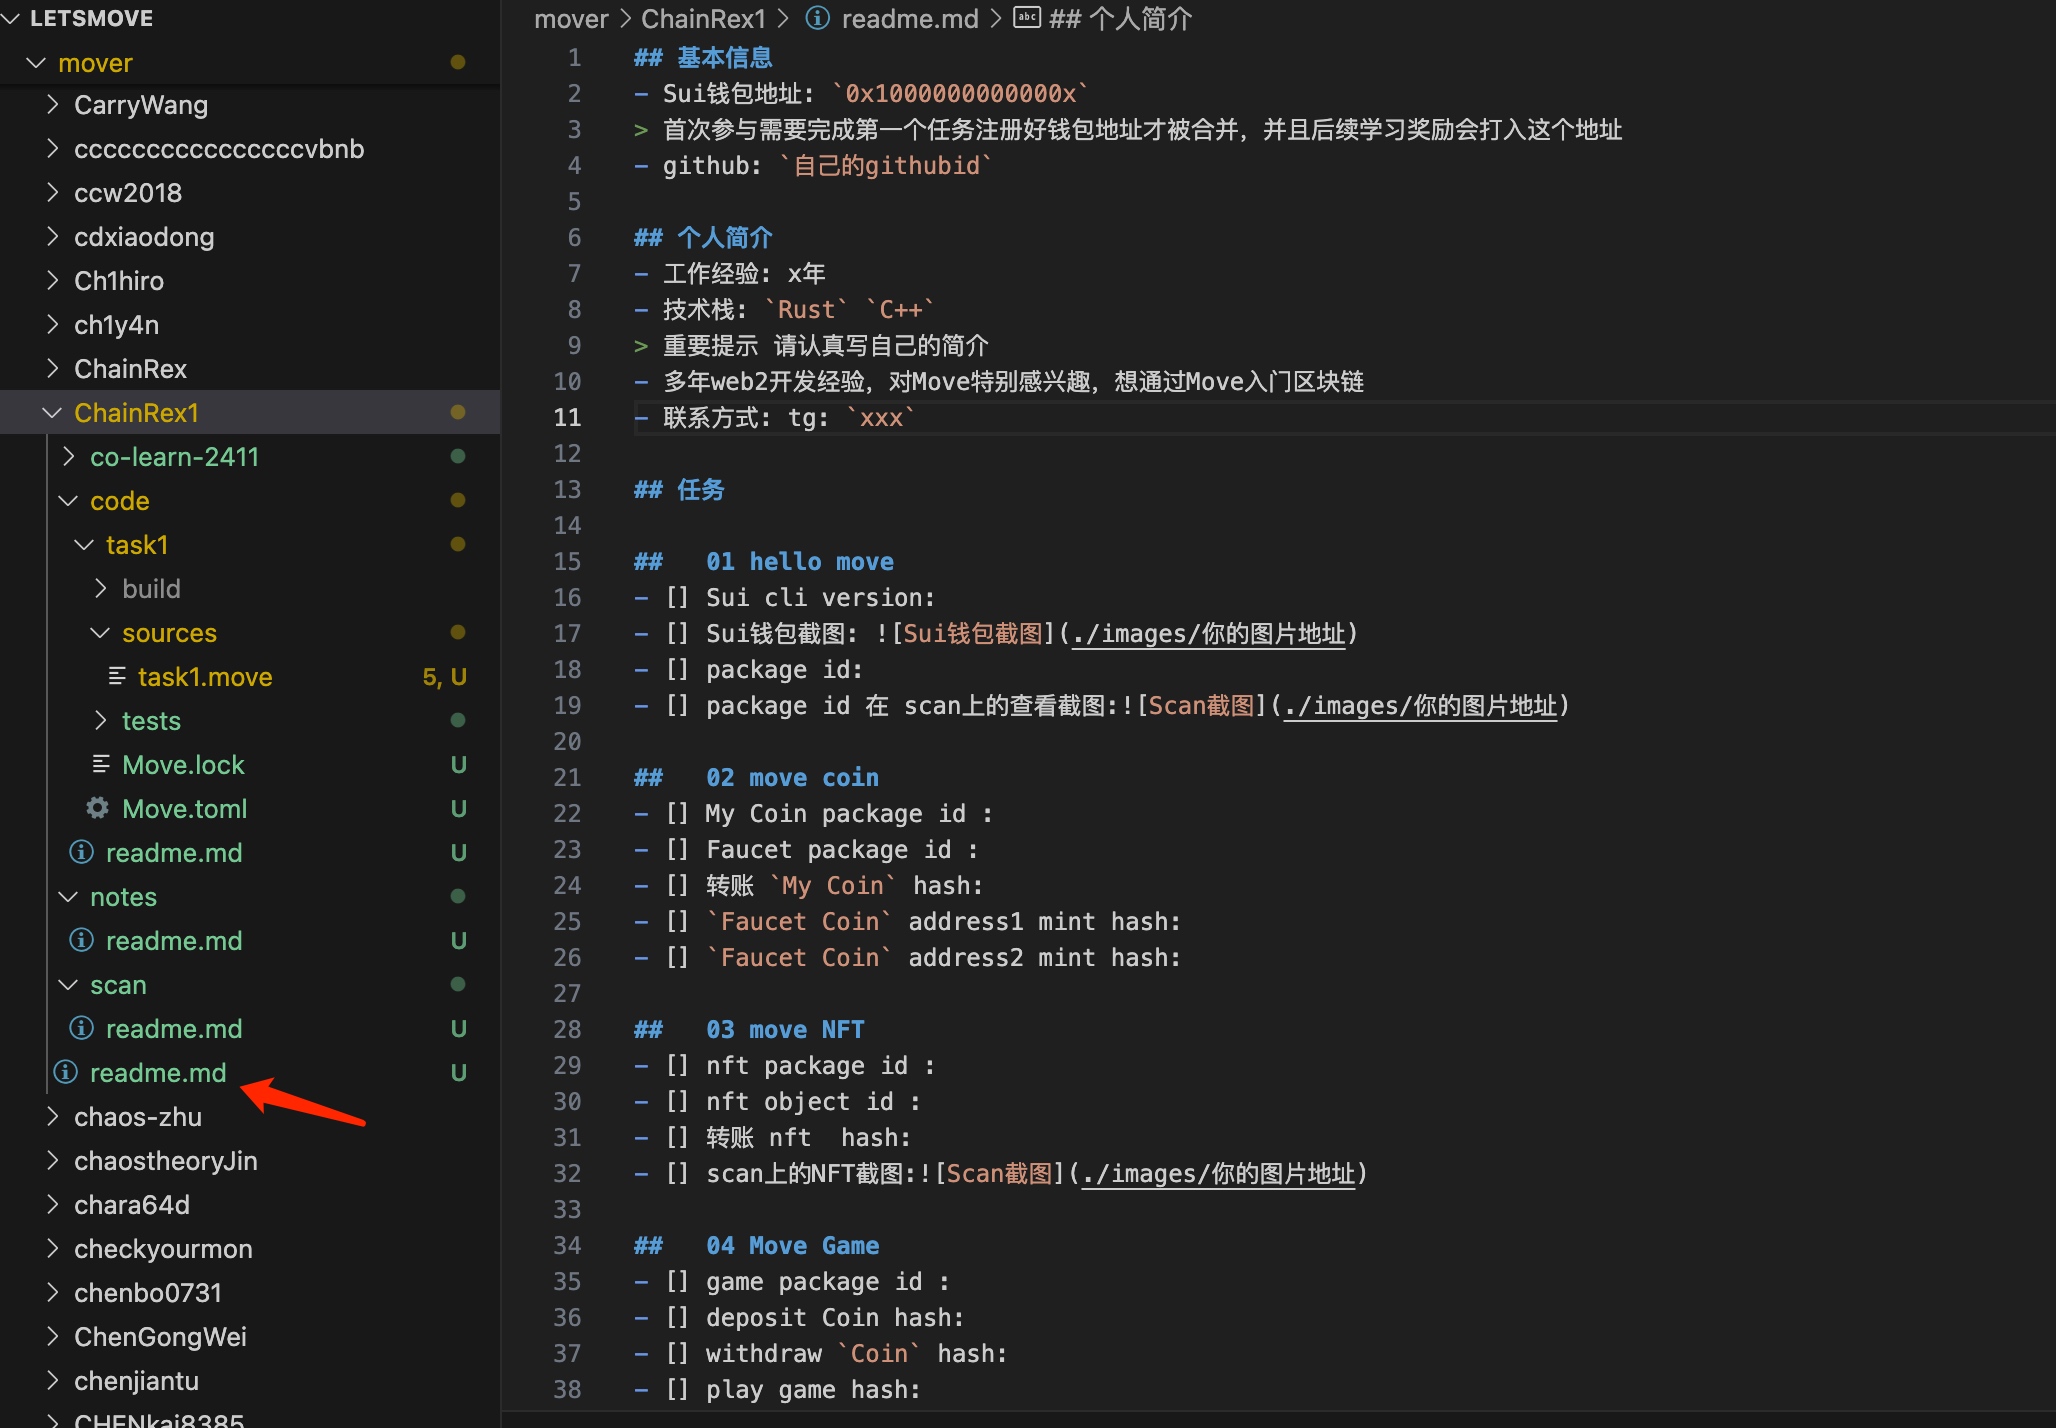 LETSMOVE
mover
CarryWang
ccccccccccccccccvbnb
ccw2018
cdxiaodong
Ch1hiro
ch1y4n
ChainRex
ChainRex1
co-learn-2411
code
task1
build
sources
task1.move 5, U
tests
Move.lock U
Move.toml U
readme.md U
notes
readme.md U
scan
readme.md U
readme.md U
chaos-zhu
chaostheoryJin
chara64d
checkyourmon
chenbo0731
ChenGongWei
chenjiantu
CHENkai8385
mover > ChainRex1 > readme.md > ## 个人简介
1 ## 基本信息
2 - Sui钱包地址: `0x1000000000000x`
3 > 首次参与需要完成第一个任务注册好钱包地址才被合并，并且后续学习奖励会打入这个地址
4 - github: `自己的githubid`
5
6 ## 个人简介
7 - 工作经验: x年
8 - 技术栈: `Rust` `C++`
9 > 重要提示 请认真写自己的简介
10 - 多年web2开发经验，对Move特别感兴趣，想通过Move入门区块链
11 - 联系方式: tg: `xxx`
12
13 ## 任务
14
15 ##   01 hello move
16 - [] Sui cli version:
17 - [] Sui钱包截图: ![Sui钱包截图](./images/你的图片地址)
18 - [] package id:
19 - [] package id 在 scan上的查看截图:![Scan截图](./images/你的图片地址)
20
21 ##   02 move coin
22 - [] My Coin package id :
23 - [] Faucet package id :
24 - [] 转账 `My Coin` hash:
25 - [] `Faucet Coin` address1 mint hash:
26 - [] `Faucet Coin` address2 mint hash:
27
28 ##   03 move NFT
29 - [] nft package id :
30 - [] nft object id :
31 - [] 转账 nft  hash:
32 - [] scan上的NFT截图:![Scan截图](./images/你的图片地址)
33
34 ##   04 Move Game
35 - [] game package id :
36 - [] deposit Coin hash:
37 - [] withdraw `Coin` hash:
38 - [] play game hash: